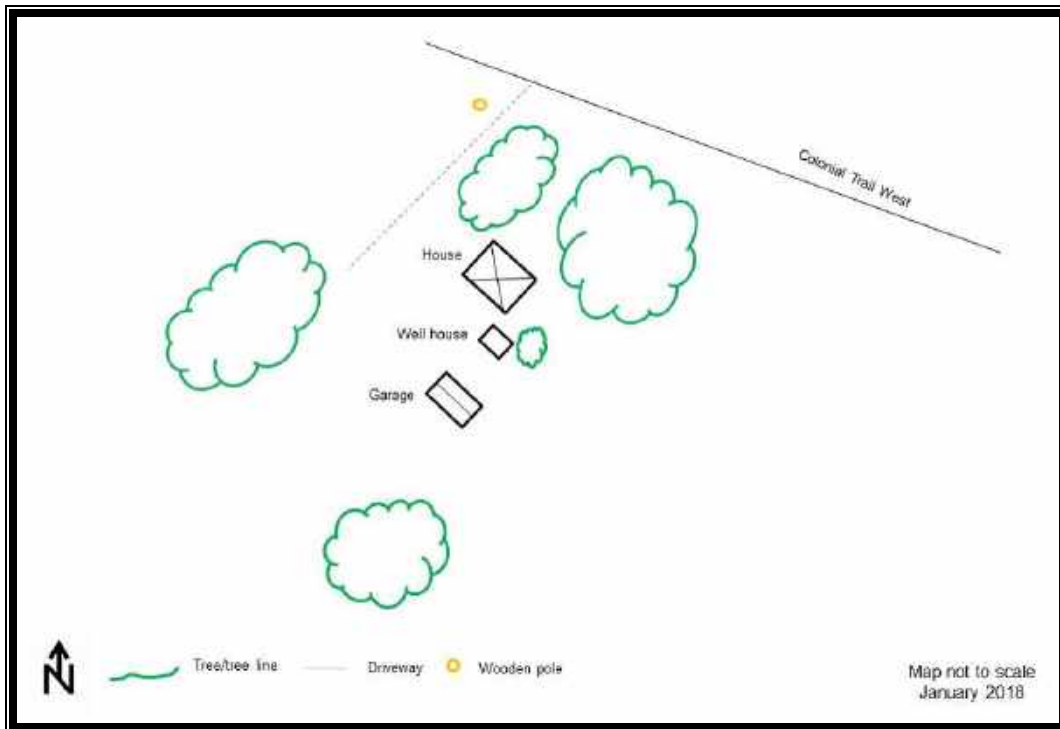 Colonial Trail West
House
Well house
Garage
N
Tree/tree line
Driveway
Wooden pole
Map not to scale
January 2018